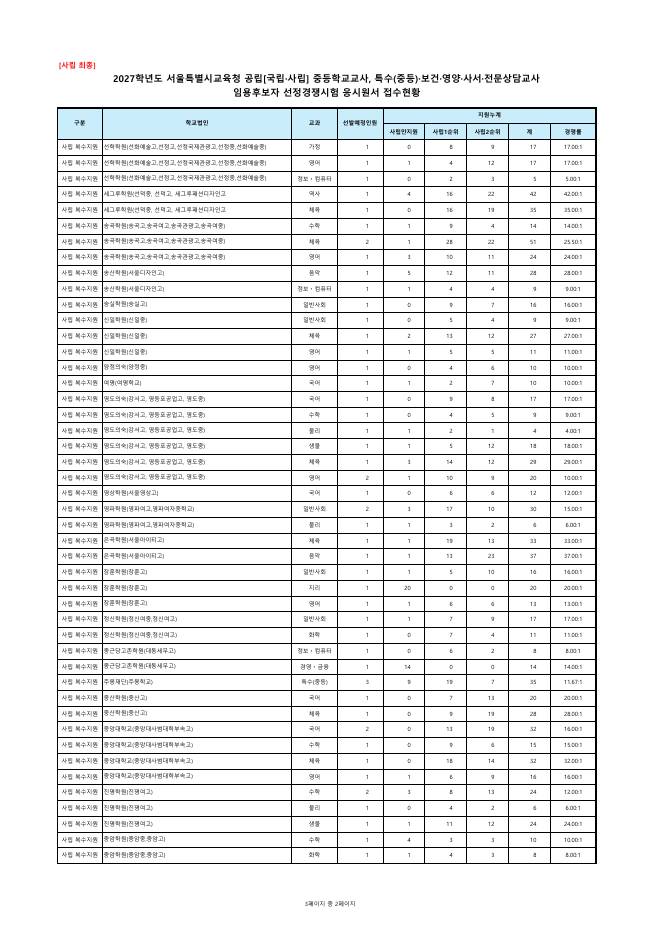 [사립 최종]
2027학년도 서울특별시교육청 공립[국립·사립] 중등학교교사, 특수(중등)·보건·영양·사서·전문상담교사
임용후보자 선정경쟁시험 응시원서 접수현황
구분 학교법인 교과 선발예정인원 지원누계
사립만지원 사립1순위 사립2순위 계 경쟁률
사립 복수지원 선학학원(선화예술고,선정고,선정국제관광고,선정중,선화예술중) 가정 1 0 8 9 17 17.00:1
사립 복수지원 선학학원(선화예술고,선정고,선정국제관광고,선정중,선화예술중) 영어 1 1 4 12 17 17.00:1
사립 복수지원 선학학원(선화예술고,선정고,선정국제관광고,선정중,선화예술중) 정보·컴퓨터 1 0 2 3 5 5.00:1
사립 복수지원 세그루학원(선덕중, 선덕고, 세그루패션디자인고 역사 1 4 16 22 42 42.00:1
사립 복수지원 세그루학원(선덕중, 선덕고, 세그루패션디자인고 체육 1 0 16 19 35 35.00:1
사립 복수지원 송곡학원(송곡고,송곡여고,송곡관광고,송곡여중) 수학 1 1 9 4 14 14.00:1
사립 복수지원 송곡학원(송곡고,송곡여고,송곡관광고,송곡여중) 체육 2 1 28 22 51 25.50:1
사립 복수지원 송곡학원(송곡고,송곡여고,송곡관광고,송곡여중) 영어 1 3 10 11 24 24.00:1
사립 복수지원 송산학원(서울디자인고) 음악 1 5 12 11 28 28.00:1
사립 복수지원 송산학원(서울디자인고) 정보·컴퓨터 1 1 4 4 9 9.00:1
사립 복수지원 숭실학원(숭실고) 일반사회 1 0 9 7 16 16.00:1
사립 복수지원 신일학원(신일중) 일반사회 1 0 5 4 9 9.00:1
사립 복수지원 신일학원(신일중) 체육 1 2 13 12 27 27.00:1
사립 복수지원 신일학원(신일중) 영어 1 1 5 5 11 11.00:1
사립 복수지원 양정의숙(양정중) 영어 1 0 4 6 10 10.00:1
사립 복수지원 여명(여명학교) 국어 1 1 2 7 10 10.00:1
사립 복수지원 영도의숙(강서고, 영등포공업고, 영도중) 국어 1 0 9 8 17 17.00:1
사립 복수지원 영도의숙(강서고, 영등포공업고, 영도중) 수학 1 0 4 5 9 9.00:1
사립 복수지원 영도의숙(강서고, 영등포공업고, 영도중) 물리 1 1 2 1 4 4.00:1
사립 복수지원 영도의숙(강서고, 영등포공업고, 영도중) 생물 1 1 5 12 18 18.00:1
사립 복수지원 영도의숙(강서고, 영등포공업고, 영도중) 체육 1 3 14 12 29 29.00:1
사립 복수지원 영도의숙(강서고, 영등포공업고, 영도중) 영어 2 1 10 9 20 10.00:1
사립 복수지원 영상학원(서울영상고) 국어 1 0 6 6 12 12.00:1
사립 복수지원 영파학원(영파여고,영파여자중학교) 일반사회 2 3 17 10 30 15.00:1
사립 복수지원 영파학원(영파여고,영파여자중학교) 물리 1 1 3 2 6 6.00:1
사립 복수지원 은곡학원(서울아이티고) 체육 1 1 19 13 33 33.00:1
사립 복수지원 은곡학원(서울아이티고) 음악 1 1 13 23 37 37.00:1
사립 복수지원 장훈학원(장훈고) 일반사회 1 1 5 10 16 16.00:1
사립 복수지원 장훈학원(장훈고) 지리 1 20 0 0 20 20.00:1
사립 복수지원 장훈학원(장훈고) 영어 1 1 6 6 13 13.00:1
사립 복수지원 정신학원(정신여중,정신여고) 일반사회 1 1 7 9 17 17.00:1
사립 복수지원 정신학원(정신여중,정신여고) 화학 1 0 7 4 11 11.00:1
사립 복수지원 종근당고촌학원(대동세무고) 정보·컴퓨터 1 0 6 2 8 8.00:1
사립 복수지원 종근당고촌학원(대동세무고) 경영·금융 1 14 0 0 14 14.00:1
사립 복수지원 주몽재단(주몽학교) 특수(중등) 3 9 19 7 35 11.67:1
사립 복수지원 중산학원(중산고) 국어 1 0 7 13 20 20.00:1
사립 복수지원 중산학원(중산고) 체육 1 0 9 19 28 28.00:1
사립 복수지원 중앙대학교(중앙대사범대학부속고) 국어 2 0 13 19 32 16.00:1
사립 복수지원 중앙대학교(중앙대사범대학부속고) 수학 1 0 9 6 15 15.00:1
사립 복수지원 중앙대학교(중앙대사범대학부속고) 체육 1 0 18 14 32 32.00:1
사립 복수지원 중앙대학교(중앙대사범대학부속고) 영어 1 1 6 9 16 16.00:1
사립 복수지원 진명학원(진명여고) 수학 2 3 8 13 24 12.00:1
사립 복수지원 진명학원(진명여고) 물리 1 0 4 2 6 6.00:1
사립 복수지원 진명학원(진명여고) 생물 1 1 11 12 24 24.00:1
사립 복수지원 중앙학원(중앙중,중앙고) 수학 1 4 3 3 10 10.00:1
사립 복수지원 중앙학원(중앙중,중앙고) 화학 1 1 4 3 8 8.00:1
3페이지 중 2페이지